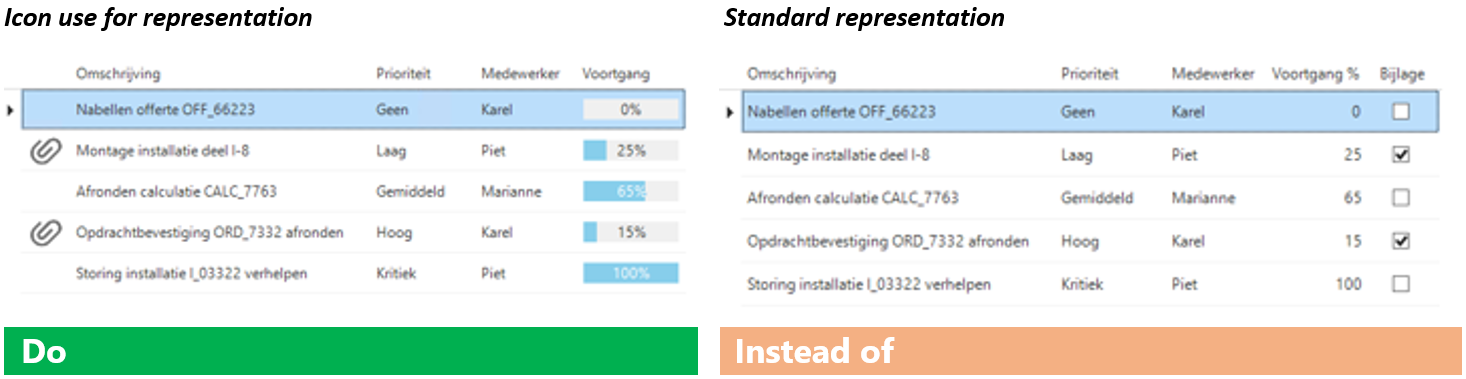 Icon use for representation
Omschrijving Prioriteit Medewerker Voortgang
Nabellen offerte OFF_66223 Geen Karel 0%
Montage installatie deel I-8 Laag Piet 25%
Afronden calculatie CALC_7763 Gemiddeld Marianne 65%
Opdrachtbevestiging ORD_7332 afronden Hoog Karel 15%
Storing installatie I_03322 verhelpen Kritiek Piet 100%
Do
Standard representation
Omschrijving Prioriteit Medewerker Voortgang % Bijlage
Nabellen offerte OFF_66223 Geen Karel 0
Montage installatie deel I-8 Laag Piet 25
Afronden calculatie CALC_7763 Gemiddeld Marianne 65
Opdrachtbevestiging ORD_7332 afronden Hoog Karel 15
Storing installatie I_03322 verhelpen Kritiek Piet 100
Instead of